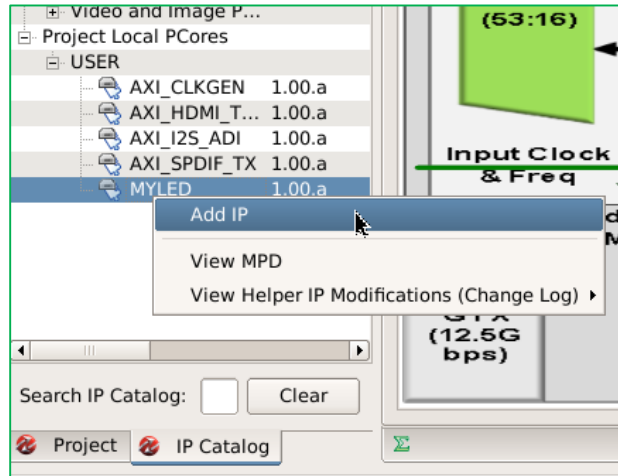 Video and Image P...
Project Local PCores
USER
AXI_CLKGEN 1.00.a
AXI_HDMI_T... 1.00.a
AXI_I2S_ADI 1.00.a
AXI_SPDIF_TX 1.00.a
MYLED 1.00.a
Add IP
View MPD
View Helper IP Modifications (Change Log)
Search IP Catalog:
Clear
Project
IP Catalog
(53:16)
Input Clock
& Freq
GTX
(12.5G
bps)